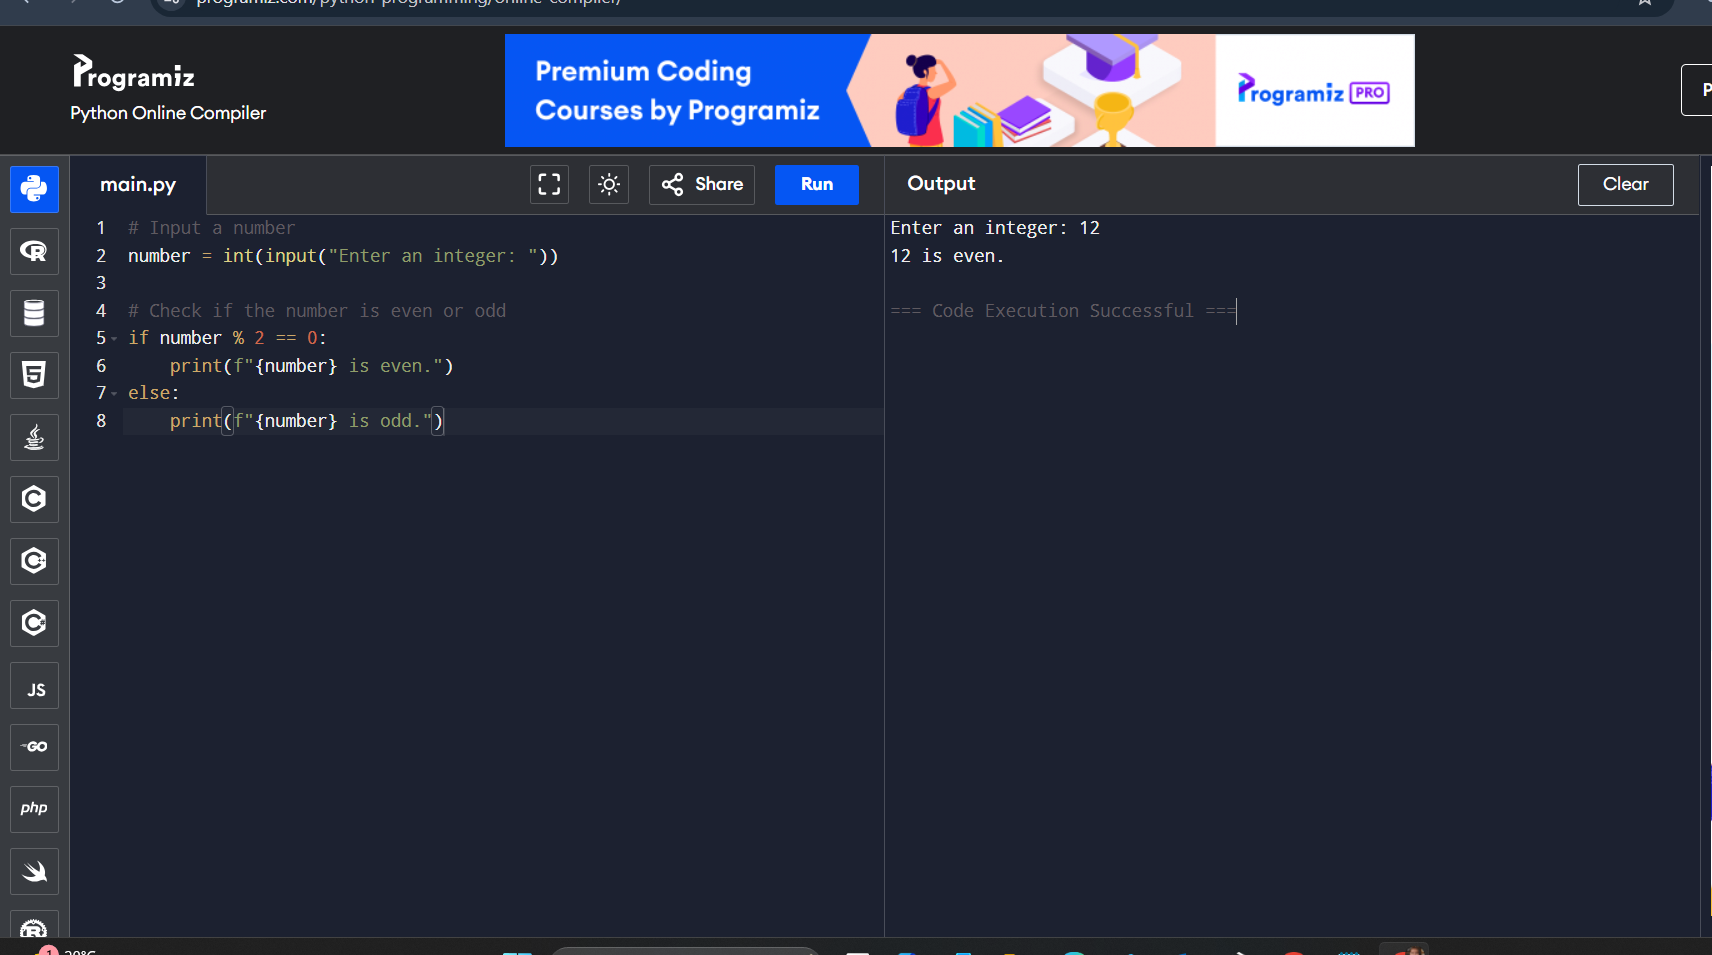 programiz.com/python-programming/online-compiler/
Programiz
Python Online Compiler
Premium Coding
Courses by Programiz
Programiz PRO
P
main.py
Share
Run
Output
Clear
1 # Input a number
2 number = int(input("Enter an integer: "))
3
4 # Check if the number is even or odd
5 if number % 2 == 0:
6     print(f"{number} is even.")
7 else:
8     print(f"{number} is odd.")
Enter an integer: 12
12 is even.
=== Code Execution Successful ===
R
5
C
C++
C#
JS
GO
php
R
1